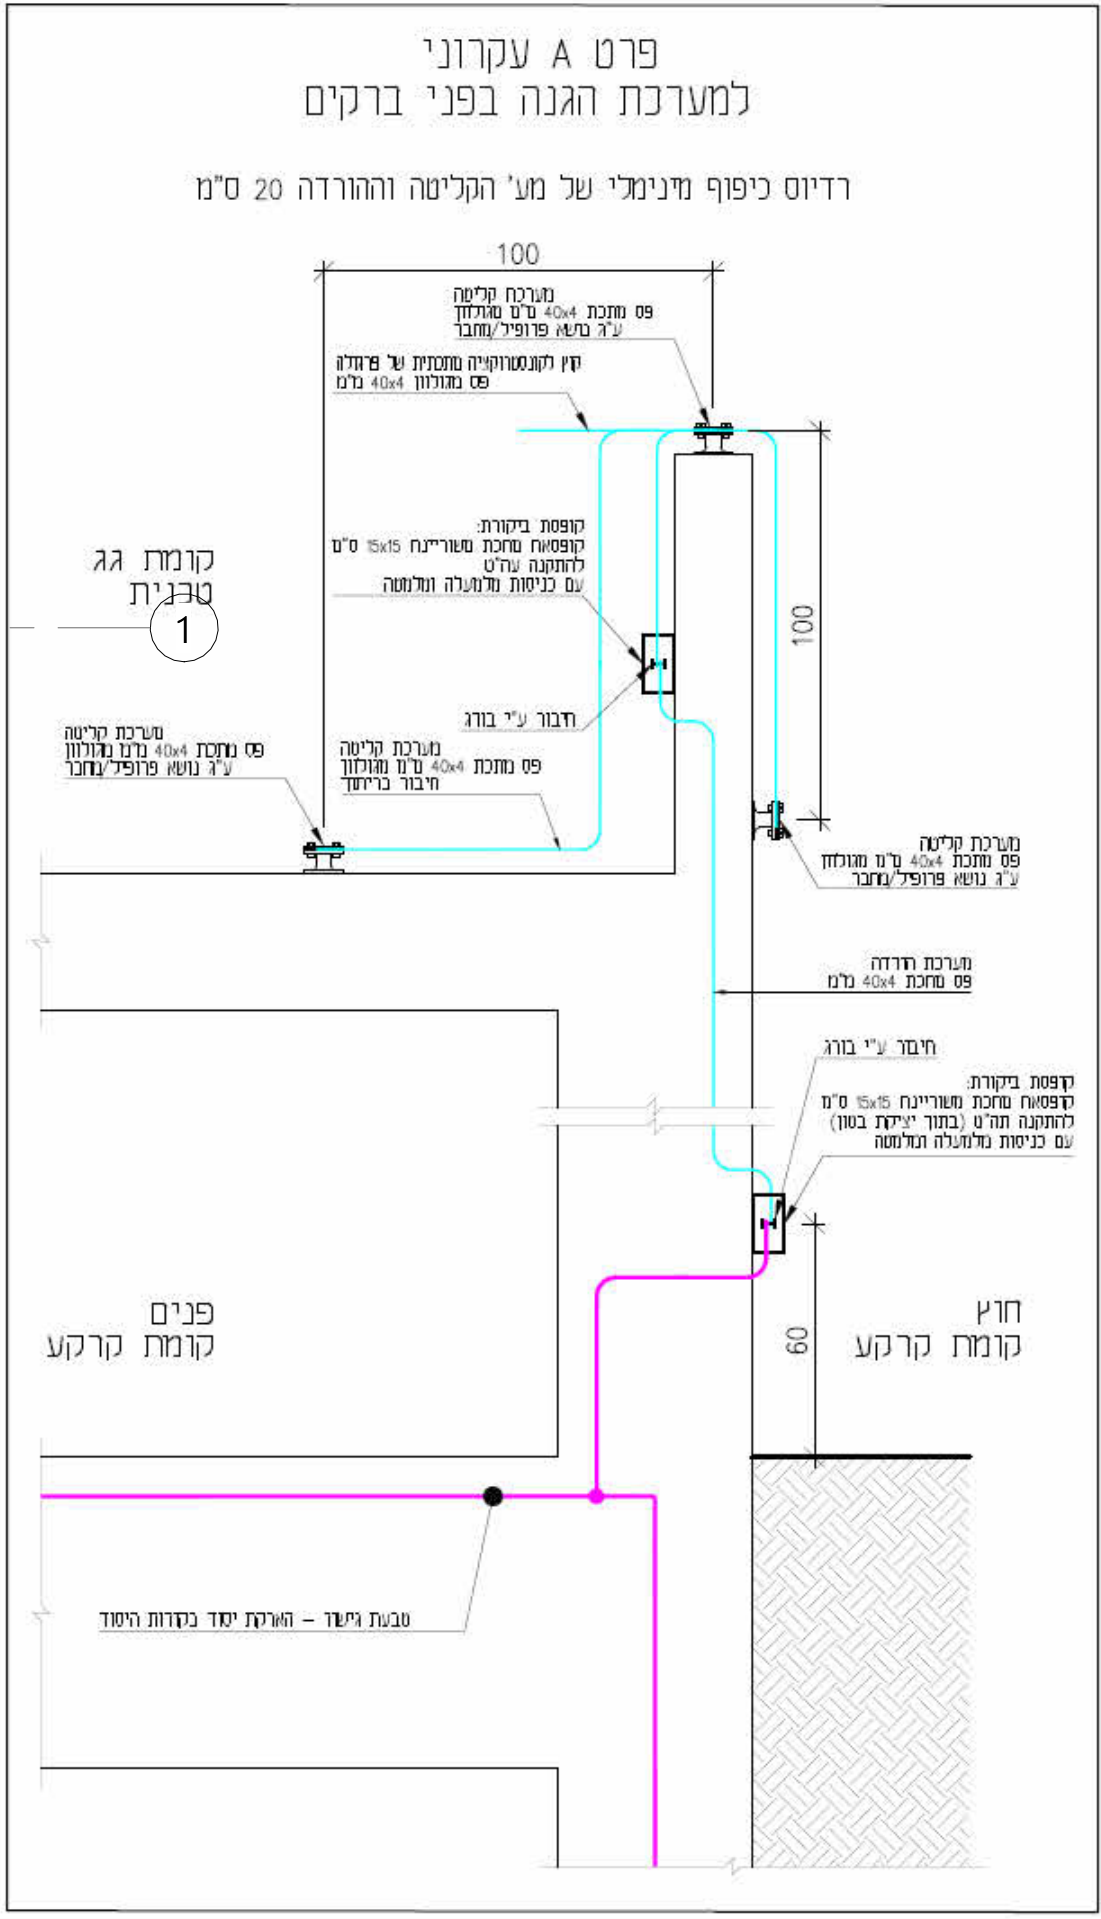 פרט A עקרוני
למערכת הגנה בפני ברקים
רדיוס כיפוף מינימלי של מע' הקליטה וההורדה 20 ס"מ
100
מערכת קליטה
פס מתכת 40x4 מ"מ מגולוון
ע"ג נושא פרופיל/מחבר
קוץ לקונסטרוקציה מתכתית של פרגולה
פס מגולוון 40x4 מ"מ
קופסת ביקורת:
קופסאת מתכת משוריינת 15x15 ס"מ
להתקנה עה"ט
עם כניסות מלמעלה ומלמטה
קומת גג
טכנית
1
100
חיבור ע"י בורג
מערכת קליטה
פס מתכת 40x4 מ"מ מגולוון
ע"ג נושא פרופיל/מחבר
מערכת קליטה
פס מתכת 40x4 מ"מ מגולוון
חיבור בריתוך
מערכת קליטה
פס מתכת 40x4 מ"מ מגולוון
ע"ג נושא פרופיל/מחבר
מערכת הורדה
פס מתכת 40x4 מ"מ
חיבור ע"י בורג
קופסת ביקורת:
קופסאת מתכת משוריינת 15x15 ס"מ
להתקנה תה"ט (בתוך יציקת בטון)
עם כניסות מלמעלה ומלמטה
פנים
קומת קרקע
60
חוץ
קומת קרקע
טבעת גישור – הארקת יסוד בקורות היסוד